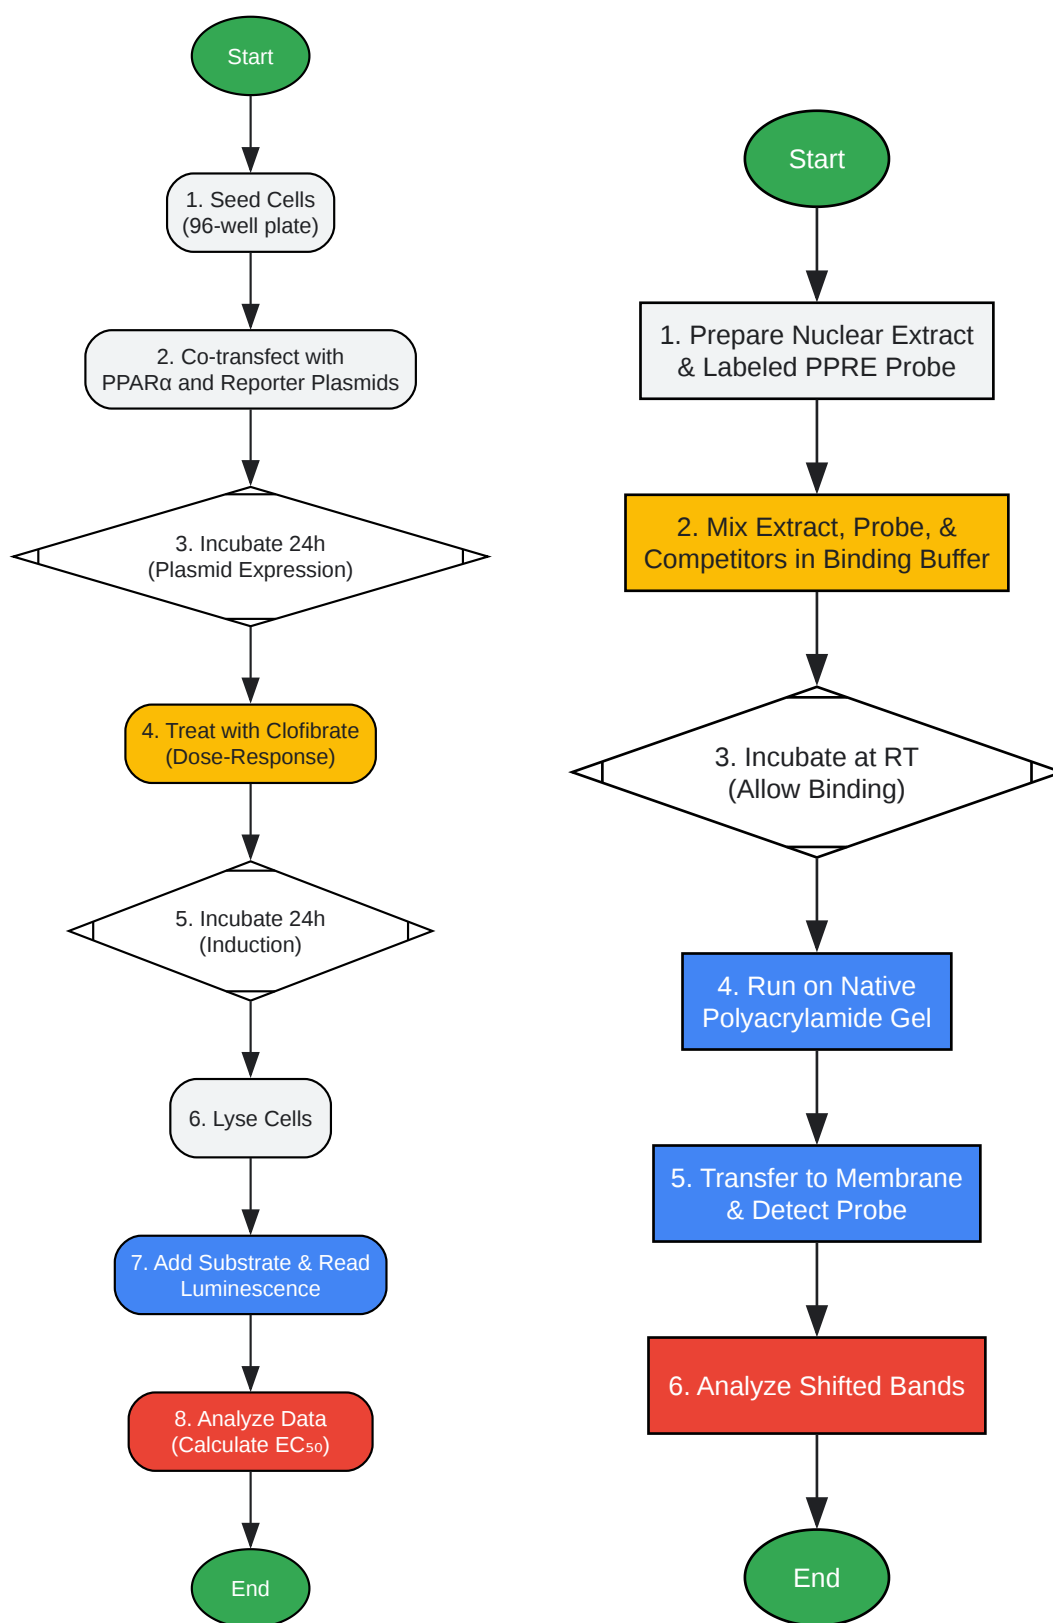 Start
1. Seed Cells
(96-well plate)
2. Co-transfect with
PPARα and Reporter Plasmids
3. Incubate 24h
(Plasmid Expression)
4. Treat with Clofibrate
(Dose-Response)
5. Incubate 24h
(Induction)
6. Lyse Cells
7. Add Substrate & Read
Luminescence
8. Analyze Data
(Calculate EC₅₀)
End
Start
1. Prepare Nuclear Extract
& Labeled PPRE Probe
2. Mix Extract, Probe, &
Competitors in Binding Buffer
3. Incubate at RT
(Allow Binding)
4. Run on Native
Polyacrylamide Gel
5. Transfer to Membrane
& Detect Probe
6. Analyze Shifted Bands
End